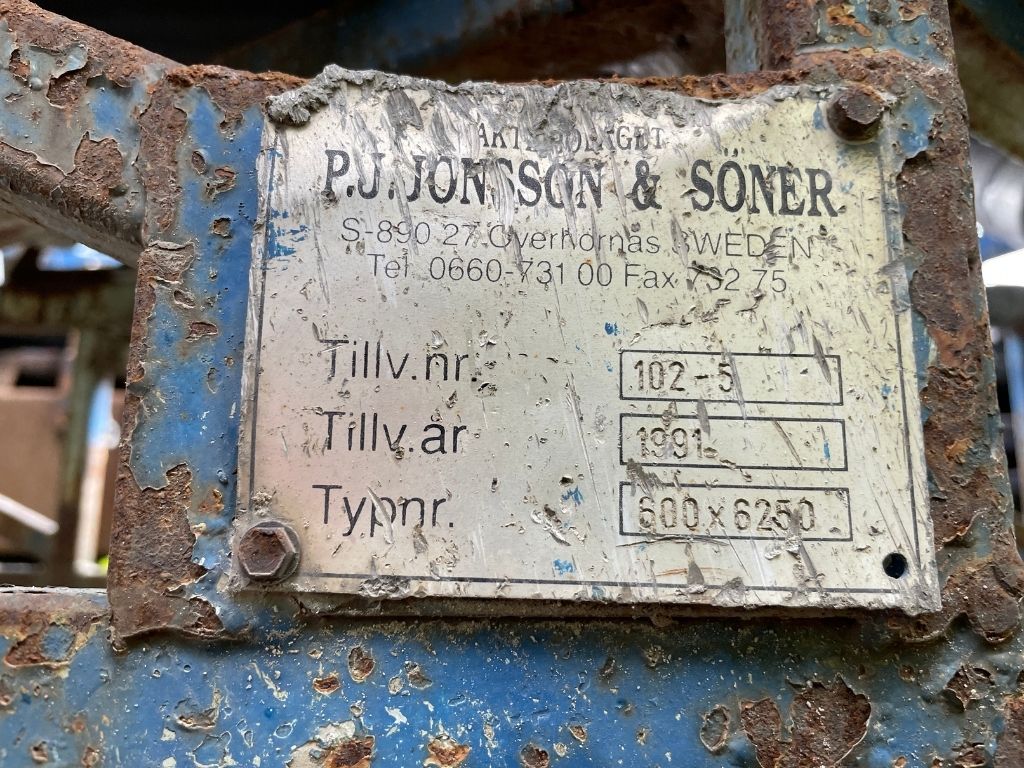 AKTIEBOLAGET
P.J. JONSSON & SÖNER
S-890 27 Överhörnäs SWEDEN
Tel. 0660-731 00 Fax 732 75
Tillv.nr. 102-5
Tillv.år 1991
Typnr. 600x6250